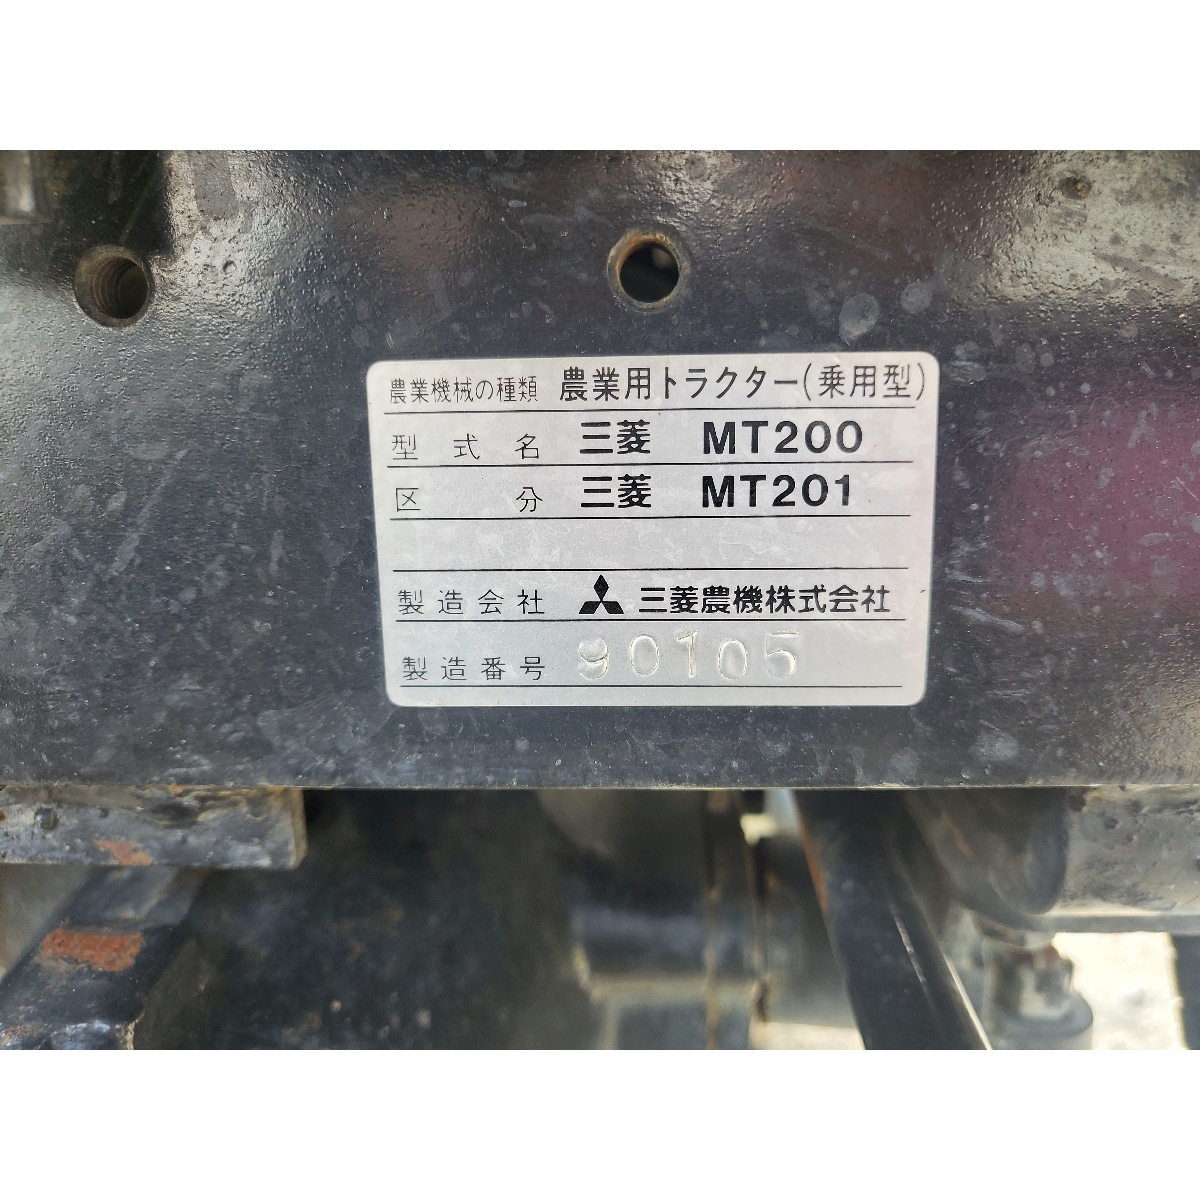 農業機械の種類 農業用トラクター(乗用型)
型式名 三菱 MT200
区分 三菱 MT201
製造会社 三菱農機株式会社
製造番号 90105